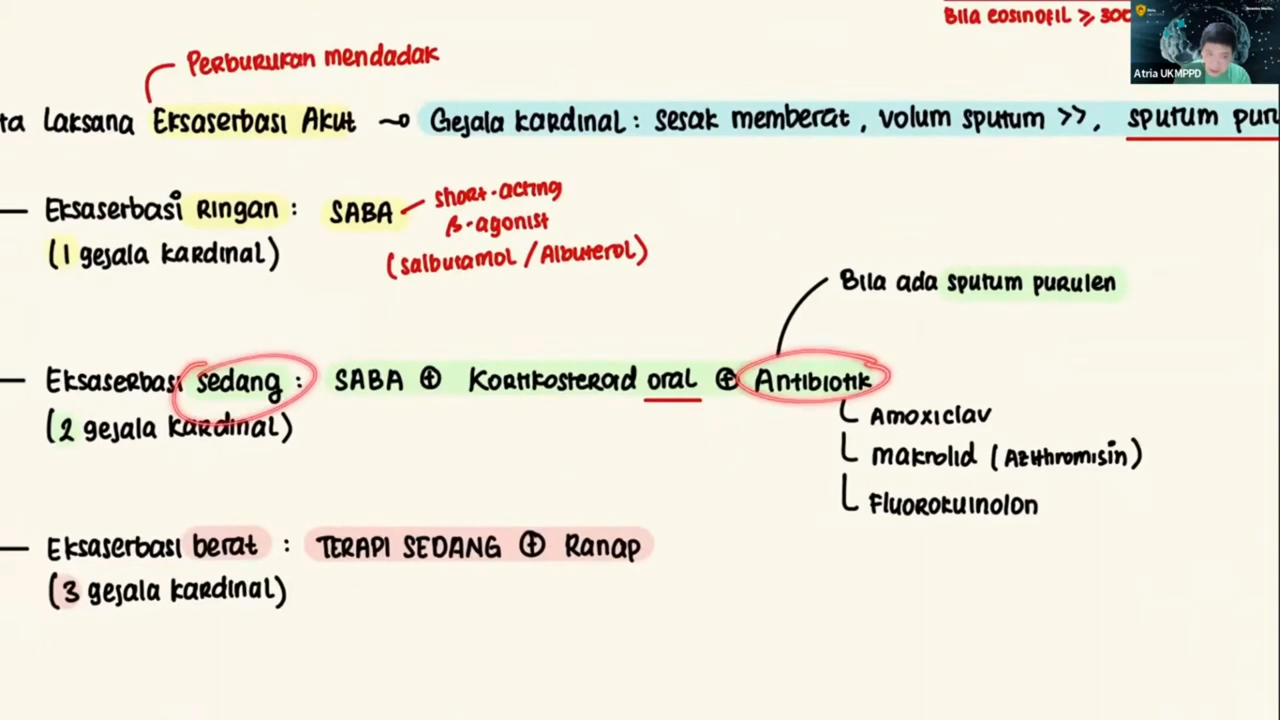 Bila eosinofil ≥ 300
Atria UKMPPD
Perburukan mendadak
ta Laksana Eksaserbasi Akut → Gejala kardinal : sesak memberat, volum sputum >>, sputum puru
— Eksaserbasi Ringan : SABA
short-acting
β-agonist
(1 gejala kardinal)
(salbutamol / Albuterol)
Bila ada sputum purulen
— Eksaserbasi sedang : SABA ⊕ Kortikosteroid oral ⊕ Antibiotik
(2 gejala kardinal)
Amoxiclav
makrolid (Azithromisin)
Fluorokuinolon
— Eksaserbasi berat : TERAPI SEDANG ⊕ Ranap
(3 gejala kardinal)